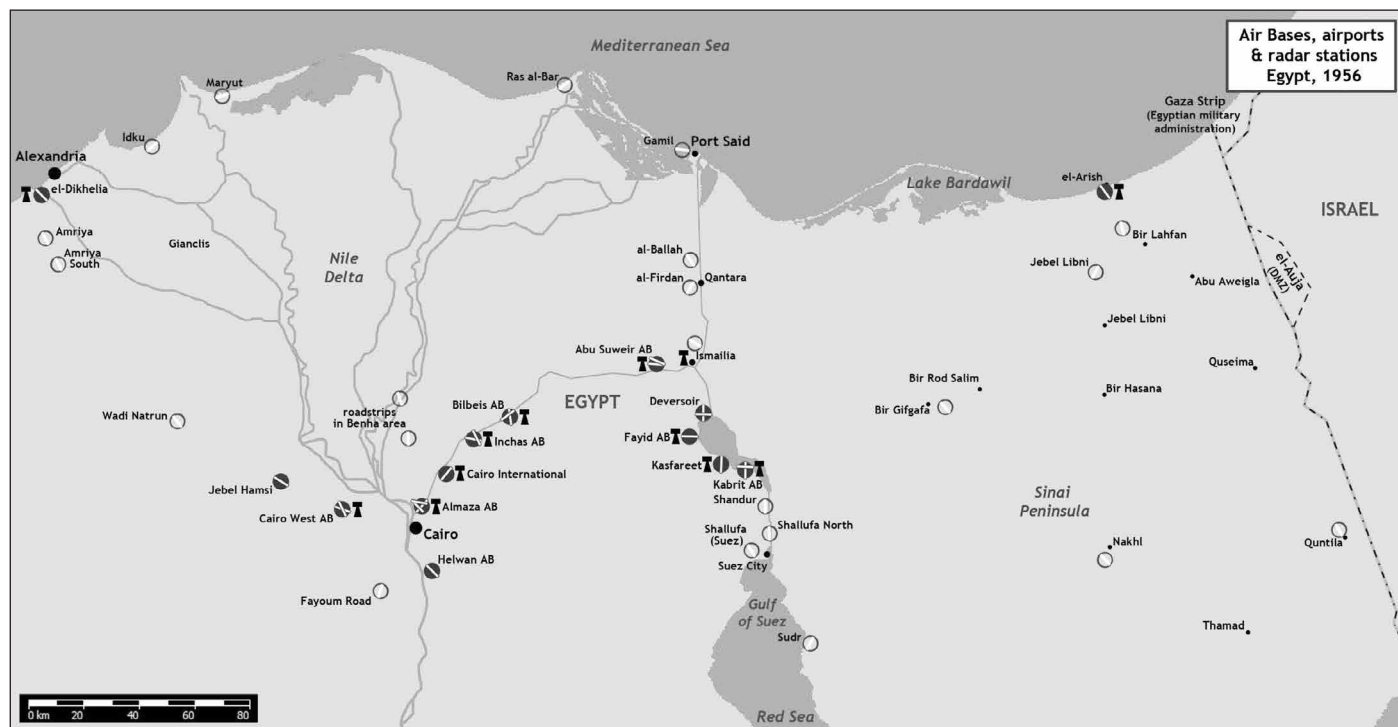 Air Bases, airports
& radar stations
Egypt, 1956
Mediterranean Sea
Maryut
Ras al-Bar
Gaza Strip
(Egyptian military
administration)
Idku
Gamil
Port Said
Alexandria
el-Dikhelia
el-Arish
Lake Bardawil
ISRAEL
Amriya
Amriya
South
Gianclis
Nile
Delta
al-Ballah
al-Firdan
Qantara
Bir Lahfan
Jebel Libni
Abu Aweigla
el-Auja
(DMZ)
Jebel Libni
Abu Suweir AB
Ismailia
Quseima
Bir Rod Salim
Bir Hasana
Bir Gifgafa
Wadi Natrun
roadstrips
in Benha area
Bilbeis AB
EGYPT
Deversoir
Inchas AB
Fayid AB
Cairo International
Kasfareet
Kabrit AB
Jebel Hamsi
Cairo West AB
Almaza AB
Shandur
Sinai
Peninsula
Cairo
Shallufa
(Suez)
Shallufa North
Suez City
Nakhl
Quntila
Helwan AB
Fayoum Road
Gulf
of Suez
Sudr
Thamad
0 km 20 40 60 80
Red Sea